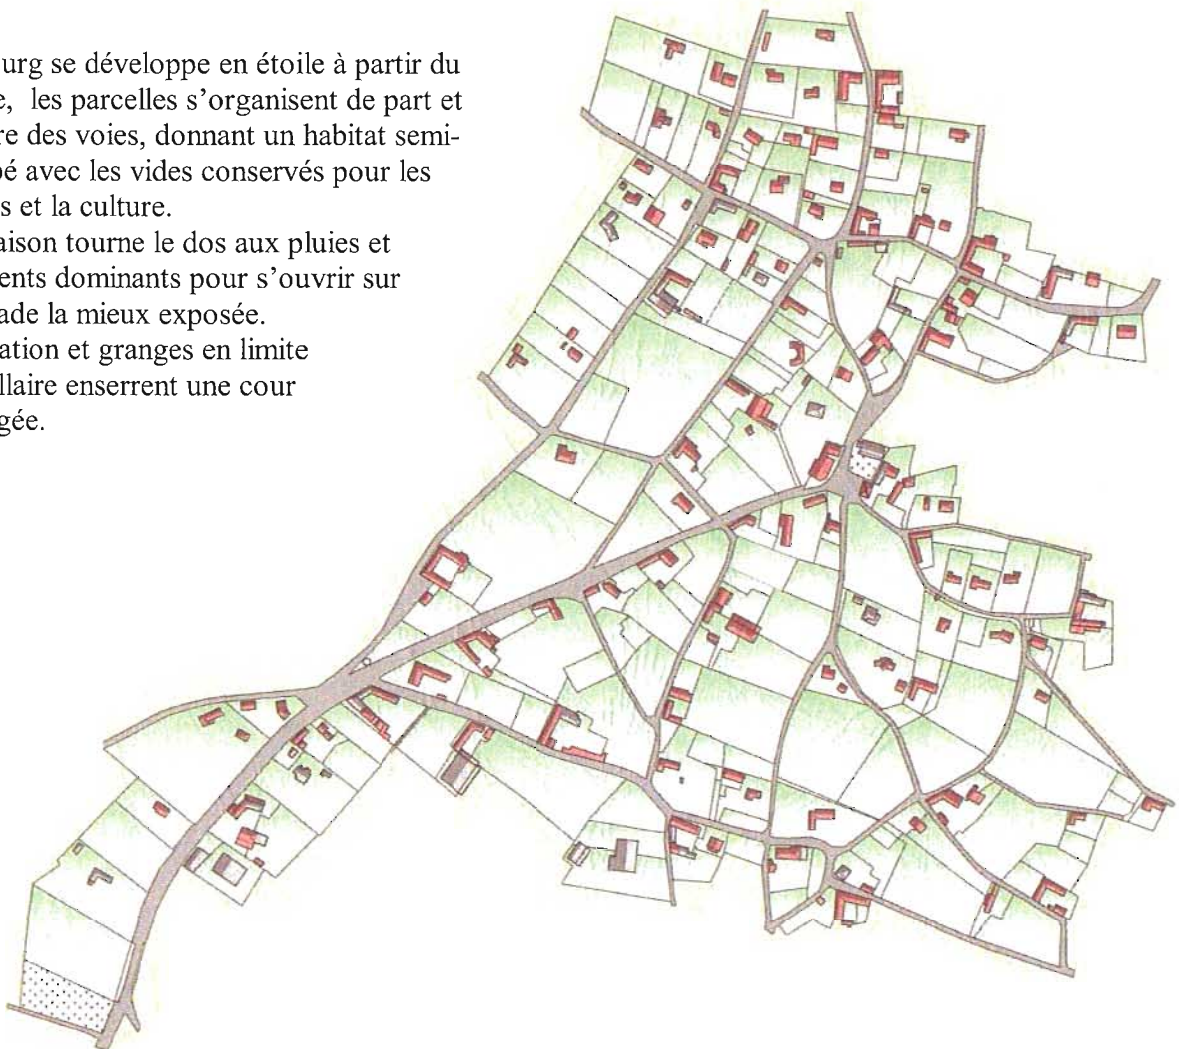 urg se développe en étoile à partir du
e, les parcelles s’organisent de part et
re des voies, donnant un habitat semi-
é avec les vides conservés pour les
s et la culture.
aison tourne le dos aux pluies et
ents dominants pour s’ouvrir sur
ade la mieux exposée.
ation et granges en limite
llaire enserrent une cour
gée.